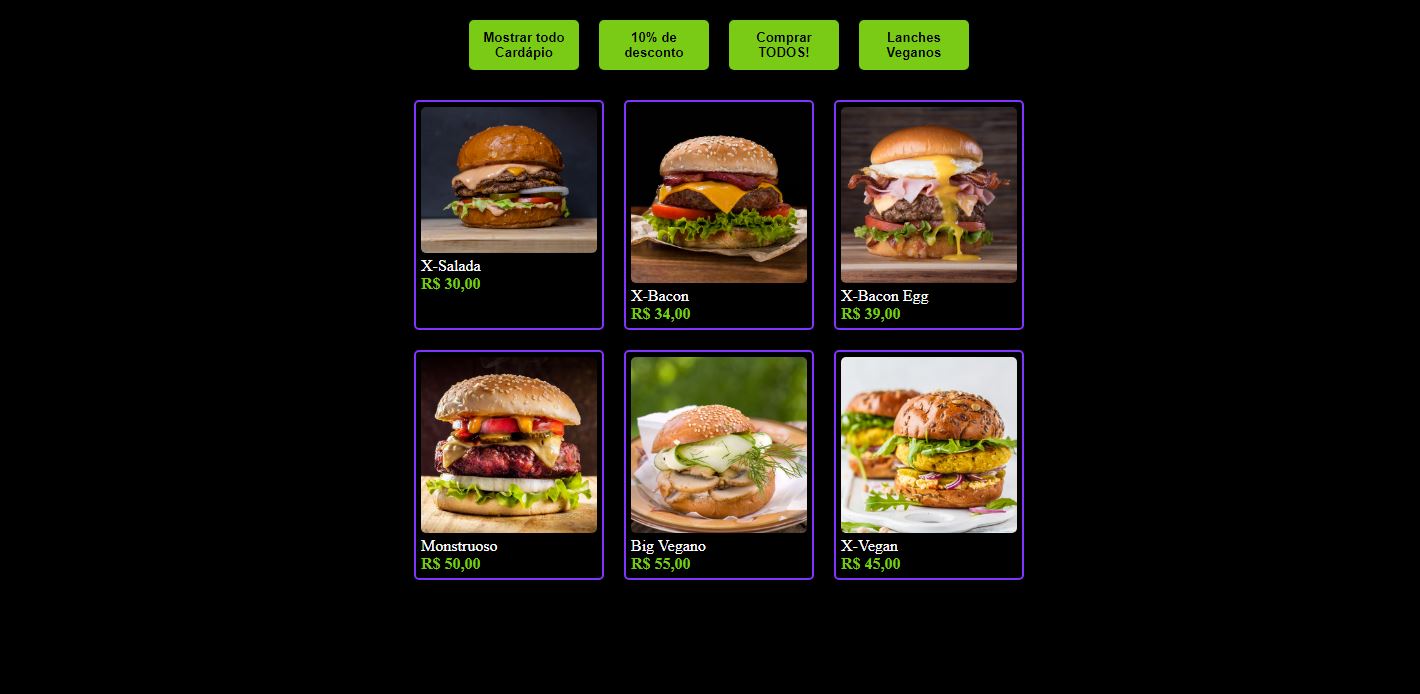 Mostrar todo
Cardápio
10% de
desconto
Comprar
TODOS!
Lanches
Veganos
X-Salada
R$ 30,00
X-Bacon
R$ 34,00
X-Bacon Egg
R$ 39,00
Monstruoso
R$ 50,00
Big Vegano
R$ 55,00
X-Vegan
R$ 45,00